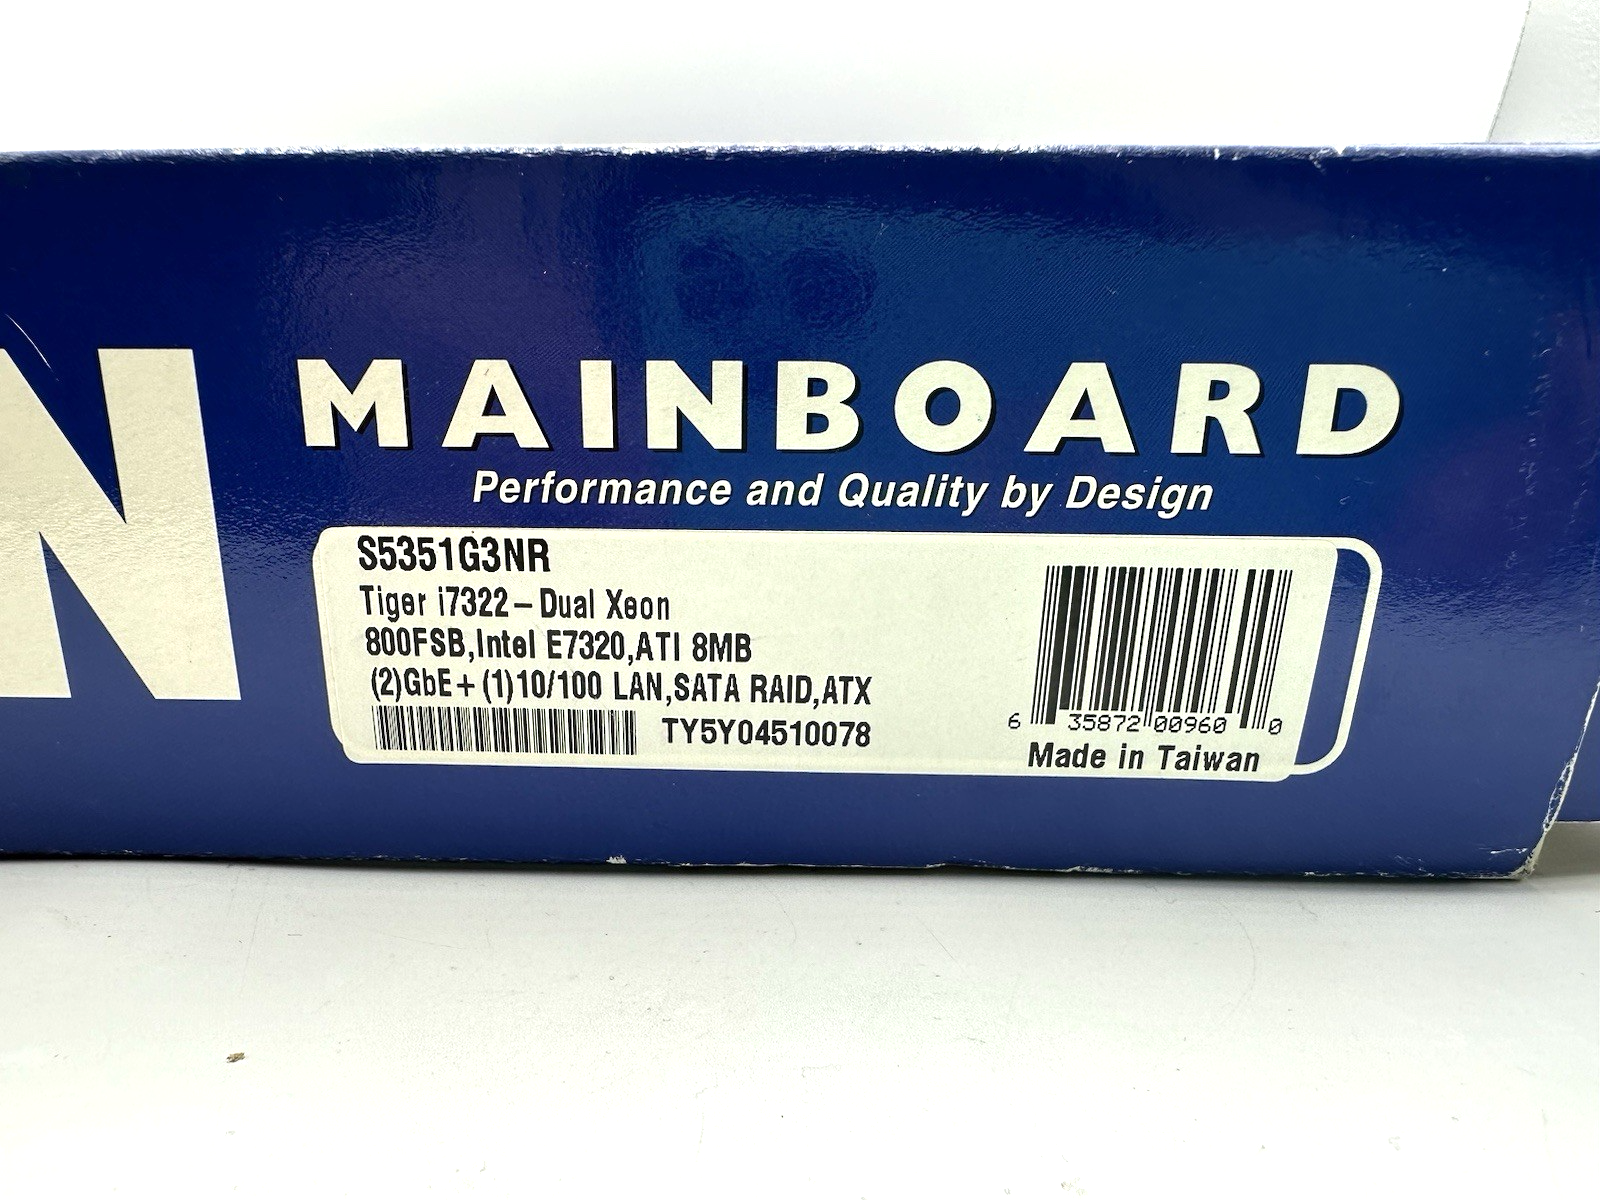 N MAINBOARD
Performance and Quality by Design
S5351G3NR
Tiger i7322-Dual Xeon
800FSB,Intel E7320,ATI 8MB
(2)GbE+(1)10/100 LAN,SATA RAID,ATX
TY5Y04510078
6 35872 00960 0
Made in Taiwan